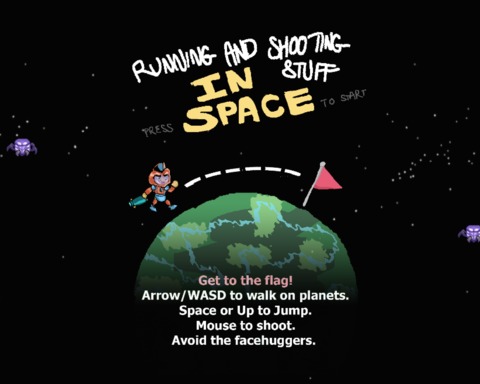 RUNNING AND SHOOTING
STUFF
IN
SPACE
PRESS SPACE TO START
Get to the flag!
Arrow/WASD to walk on planets.
Space or Up to Jump.
Mouse to shoot.
Avoid the facehuggers.